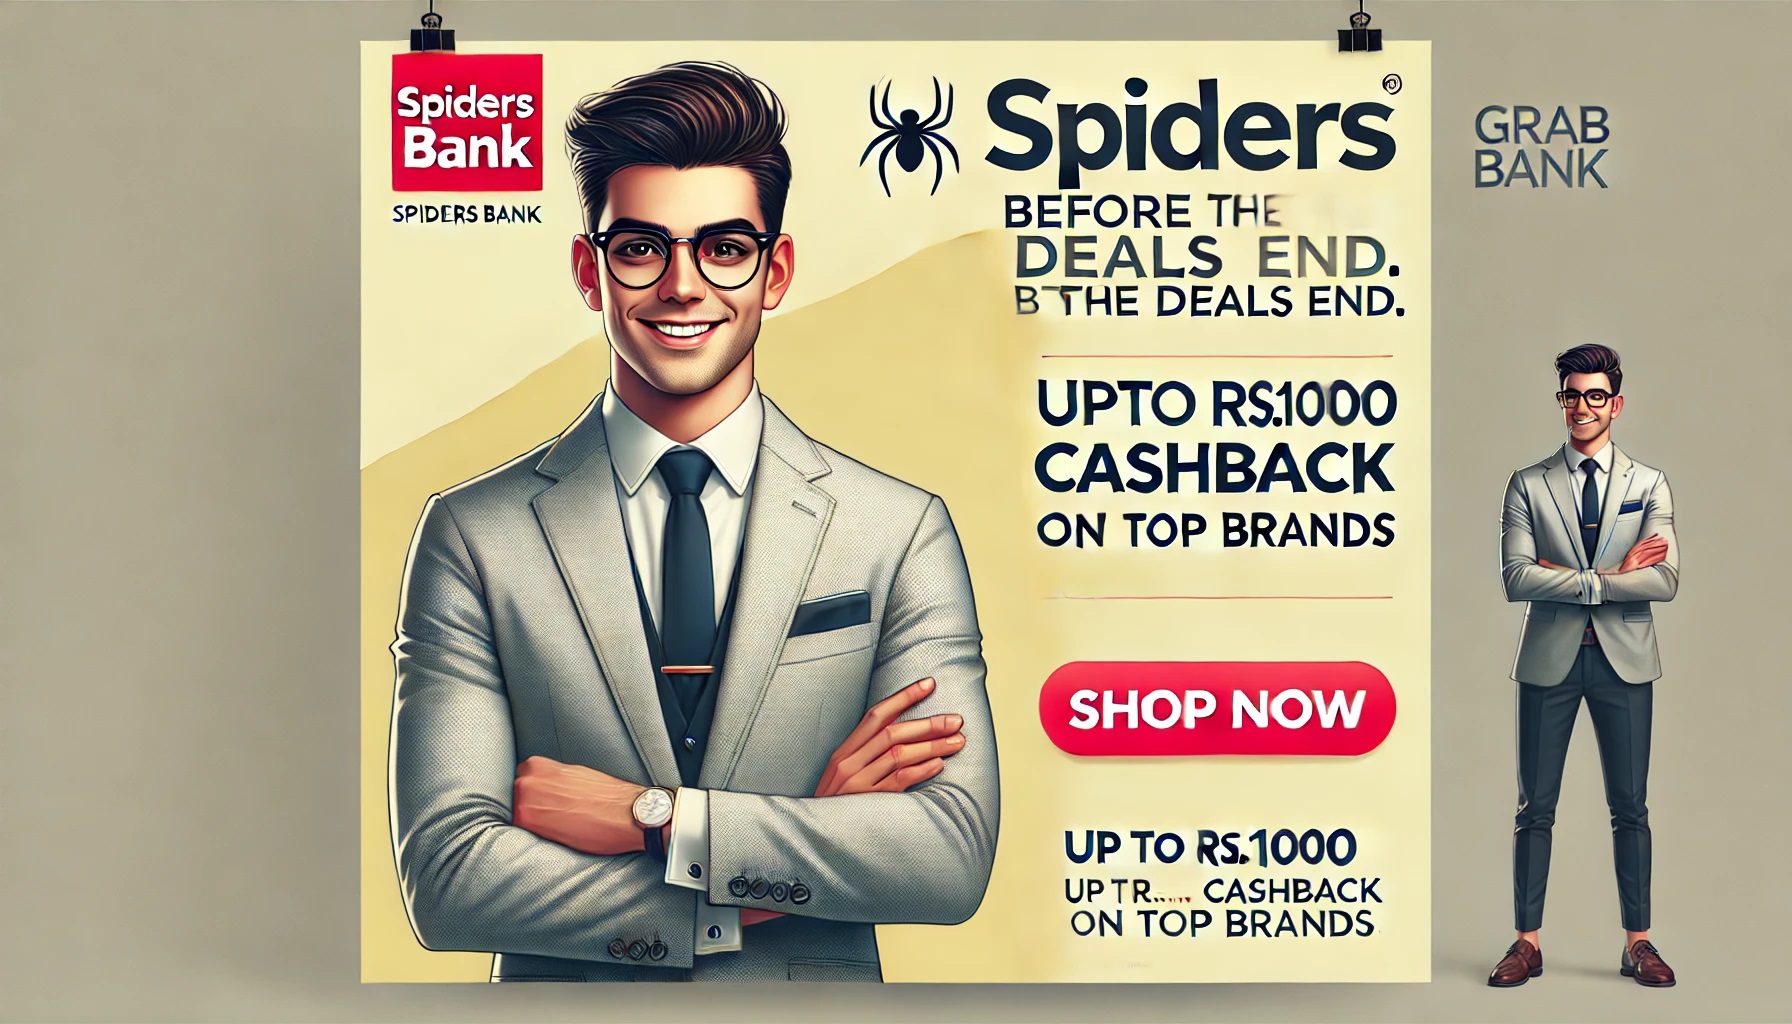 Spiders
Bank
SPIDERS BANK
Spiders
BEFORE THE
DEALS END.
THE DEALS END.
UPTO RS.1000
CASHBACK
ON TOP BRANDS
SHOP NOW
UP TO RS.1000
CASHBACK
ON TOP BRANDS
GRAB
BANK